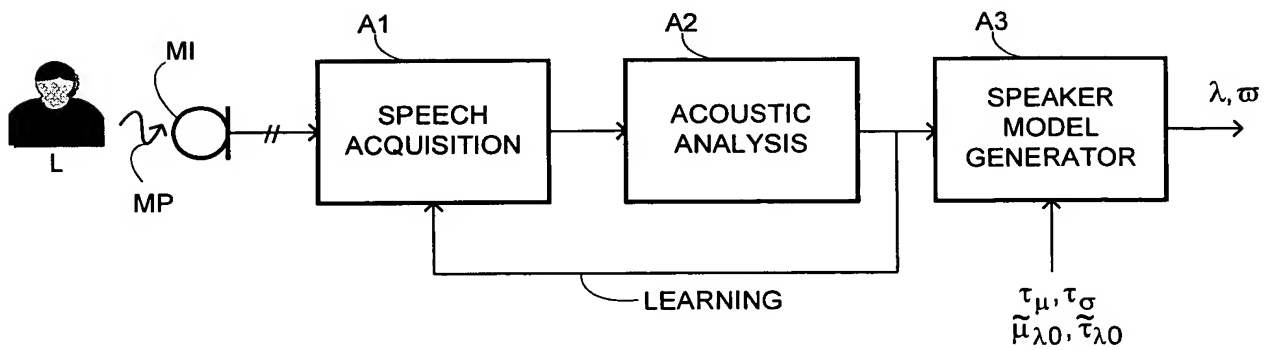 A1
A2
A3
MI
SPEECH
ACQUISITION
ACOUSTIC
ANALYSIS
SPEAKER
MODEL
GENERATOR
λ, ϖ
L
MP
LEARNING
τμ, τσ
μ̃λ0, τ̃λ0